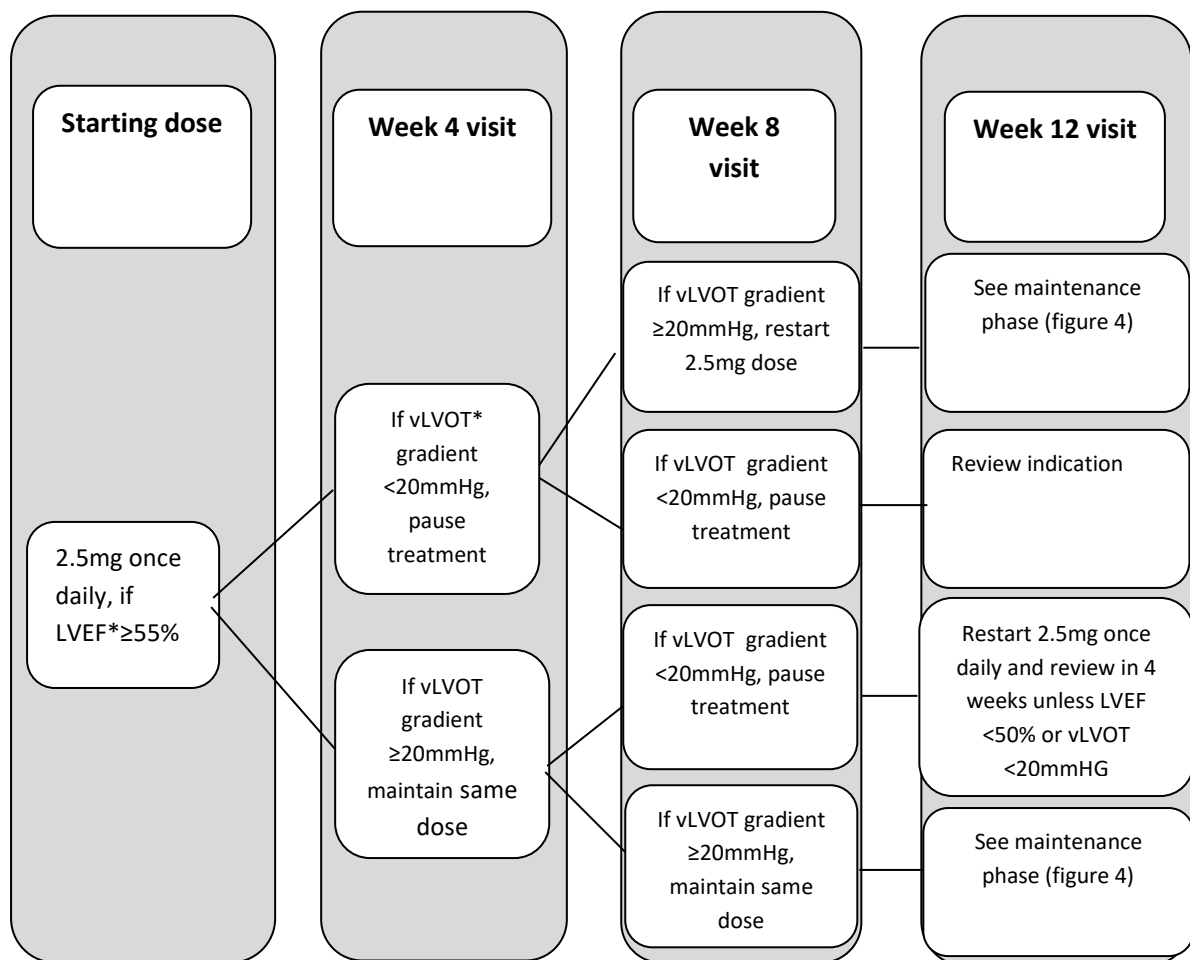 Starting dose
2.5mg once
daily, if
LVEF*≥55%
Week 4 visit
If vLVOT*
gradient
<20mmHg,
pause
treatment
If vLVOT
gradient
≥20mmHg,
maintain same
dose
Week 8
visit
If vLVOT gradient
≥20mmHg, restart
2.5mg dose
If vLVOT  gradient
<20mmHg, pause
treatment
If vLVOT  gradient
<20mmHg, pause
treatment
If vLVOT gradient
≥20mmHg,
maintain same
dose
Week 12 visit
See maintenance
phase (figure 4)
Review indication
Restart 2.5mg once
daily and review in 4
weeks unless LVEF
<50% or vLVOT
<20mmHG
See maintenance
phase (figure 4)